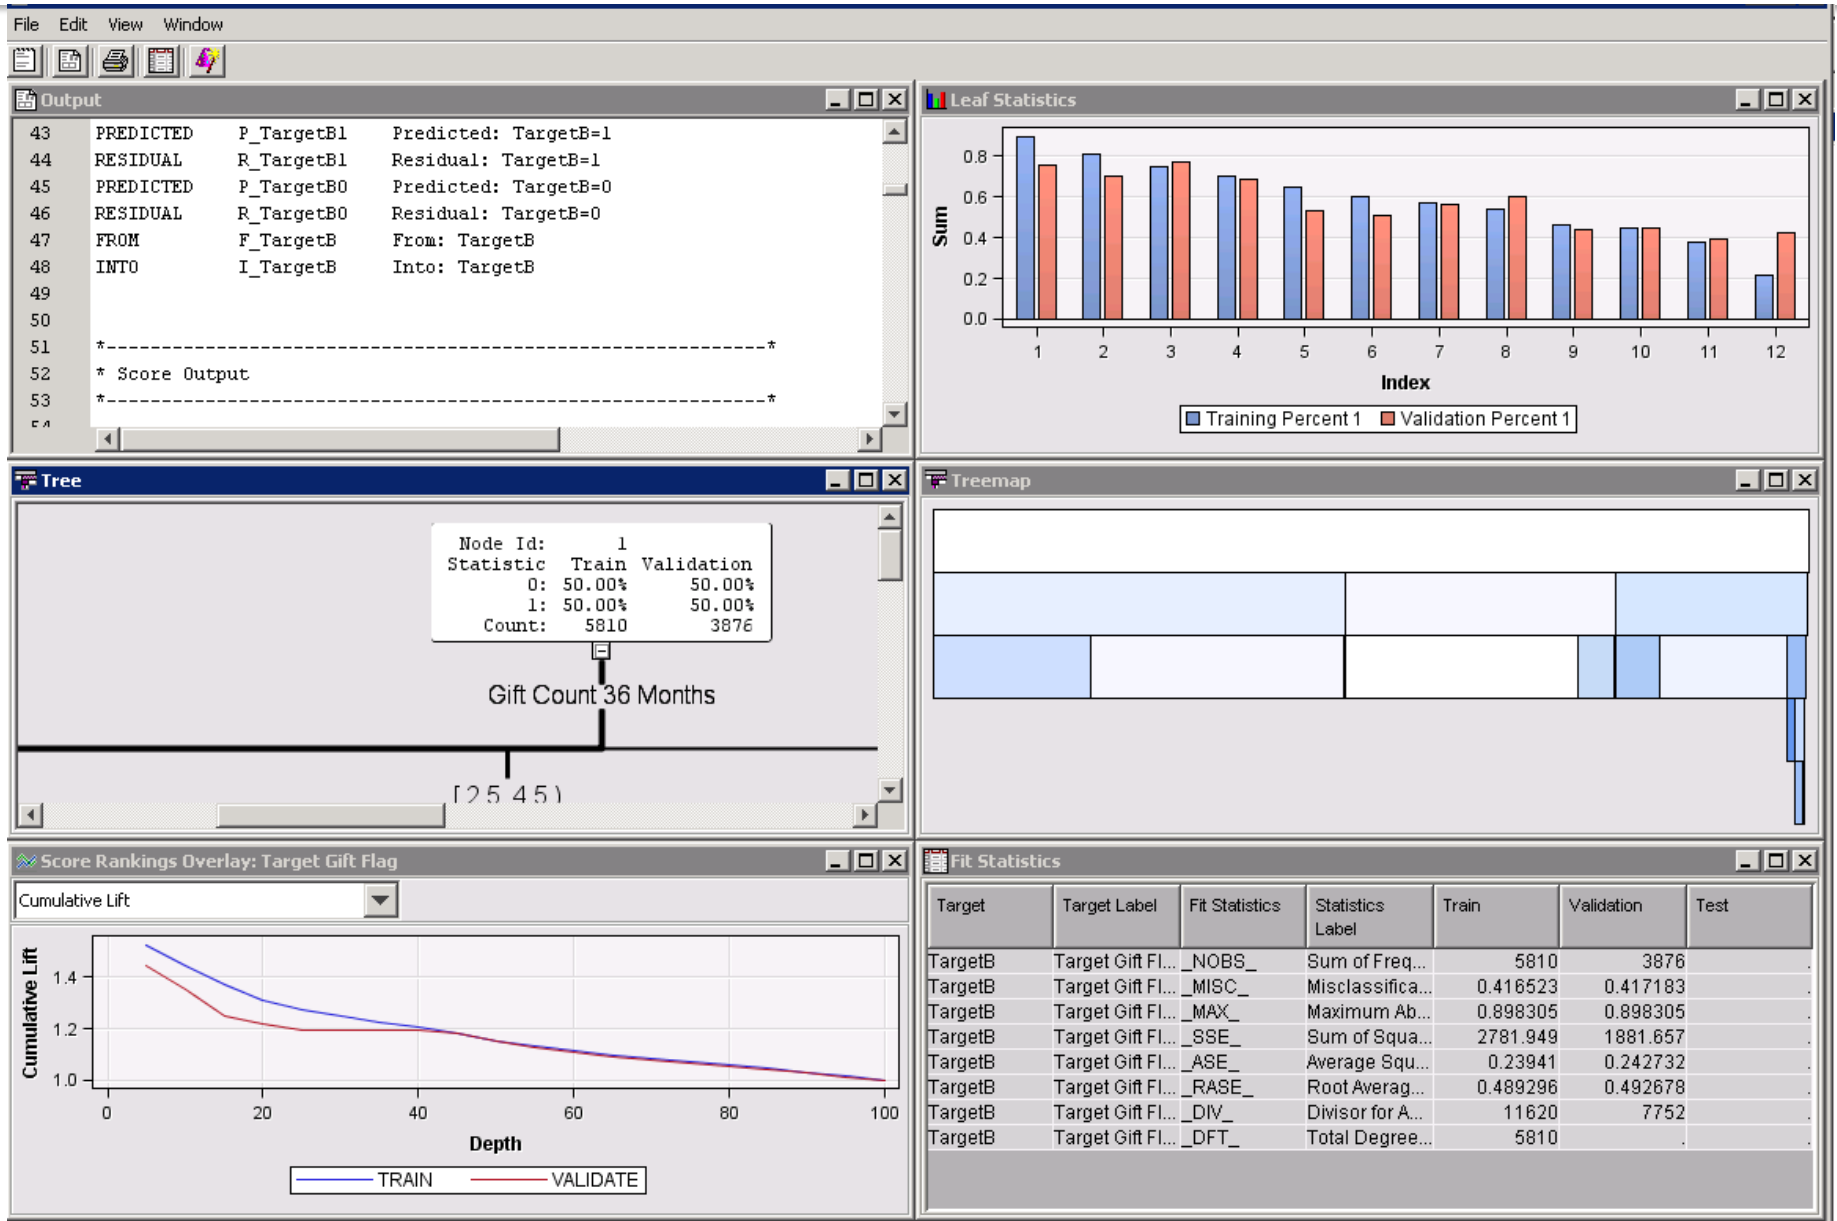 File Edit View Window
Output
43 PREDICTED P_TargetB1 Predicted: TargetB=1
44 RESIDUAL R_TargetB1 Residual: TargetB=1
45 PREDICTED P_TargetB0 Predicted: TargetB=0
46 RESIDUAL R_TargetB0 Residual: TargetB=0
47 FROM F_TargetB From: TargetB
48 INTO I_TargetB Into: TargetB
49
50
51 *-------------------------------------------------------------*
52 * Score Output
53 *-------------------------------------------------------------*
54
Leaf Statistics
Sum
0.8
0.6
0.4
0.2
0.0
1 2 3 4 5 6 7 8 9 10 11 12
Index
Training Percent 1 Validation Percent 1
Tree
Node Id: 1
Statistic Train Validation
0: 50.00% 50.00%
1: 50.00% 50.00%
Count: 5810 3876
Gift Count 36 Months
Treemap
Score Rankings Overlay: Target Gift Flag
Cumulative Lift
Cumulative Lift
1.4
1.2
1.0
0 20 40 60 80 100
Depth
TRAIN VALIDATE
Fit Statistics
Target Target Label Fit Statistics Statistics Label Train Validation Test
TargetB Target Gift Fl... _NOBS_ Sum of Freq... 5810 3876 .
TargetB Target Gift Fl... _MISC_ Misclassifica... 0.416523 0.417183 .
TargetB Target Gift Fl... _MAX_ Maximum Ab... 0.898305 0.898305 .
TargetB Target Gift Fl... _SSE_ Sum of Squa... 2781.949 1881.657 .
TargetB Target Gift Fl... _ASE_ Average Squ... 0.23941 0.242732 .
TargetB Target Gift Fl... _RASE_ Root Averag... 0.489296 0.492678 .
TargetB Target Gift Fl... _DIV_ Divisor for A... 11620 7752 .
TargetB Target Gift Fl... _DFT_ Total Degree... 5810 . .